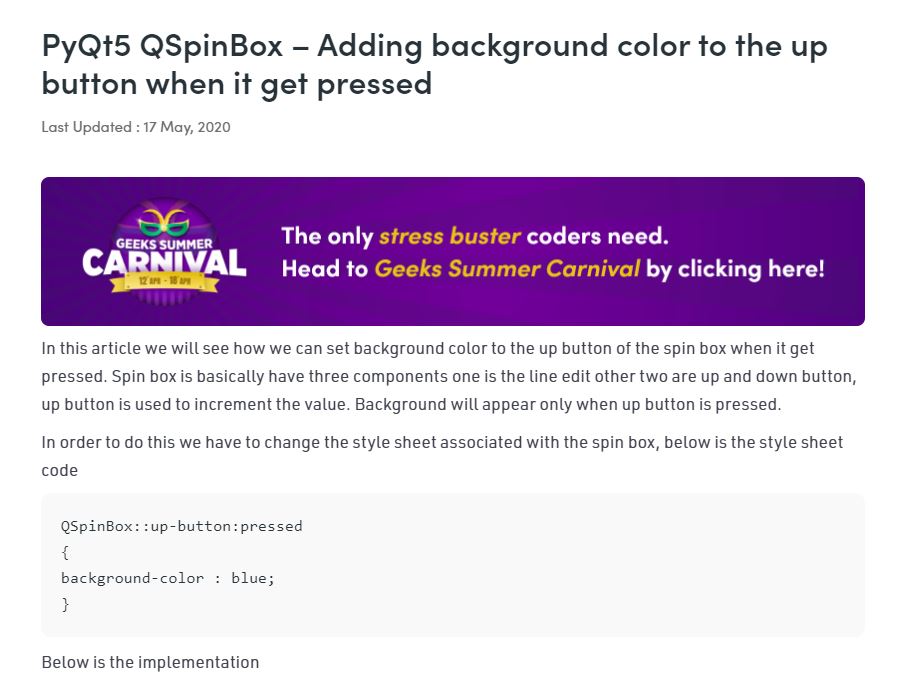 PyQt5 QSpinBox – Adding background color to the up
button when it get pressed
Last Updated : 17 May, 2020
GEEKS SUMMER
CARNIVAL
12 APR - 18 APR
The only stress buster coders need.
Head to Geeks Summer Carnival by clicking here!
In this article we will see how we can set background color to the up button of the spin box when it get
pressed. Spin box is basically have three components one is the line edit other two are up and down button,
up button is used to increment the value. Background will appear only when up button is pressed.
In order to do this we have to change the style sheet associated with the spin box, below is the style sheet
code
QSpinBox::up-button:pressed
{
background-color : blue;
}
Below is the implementation